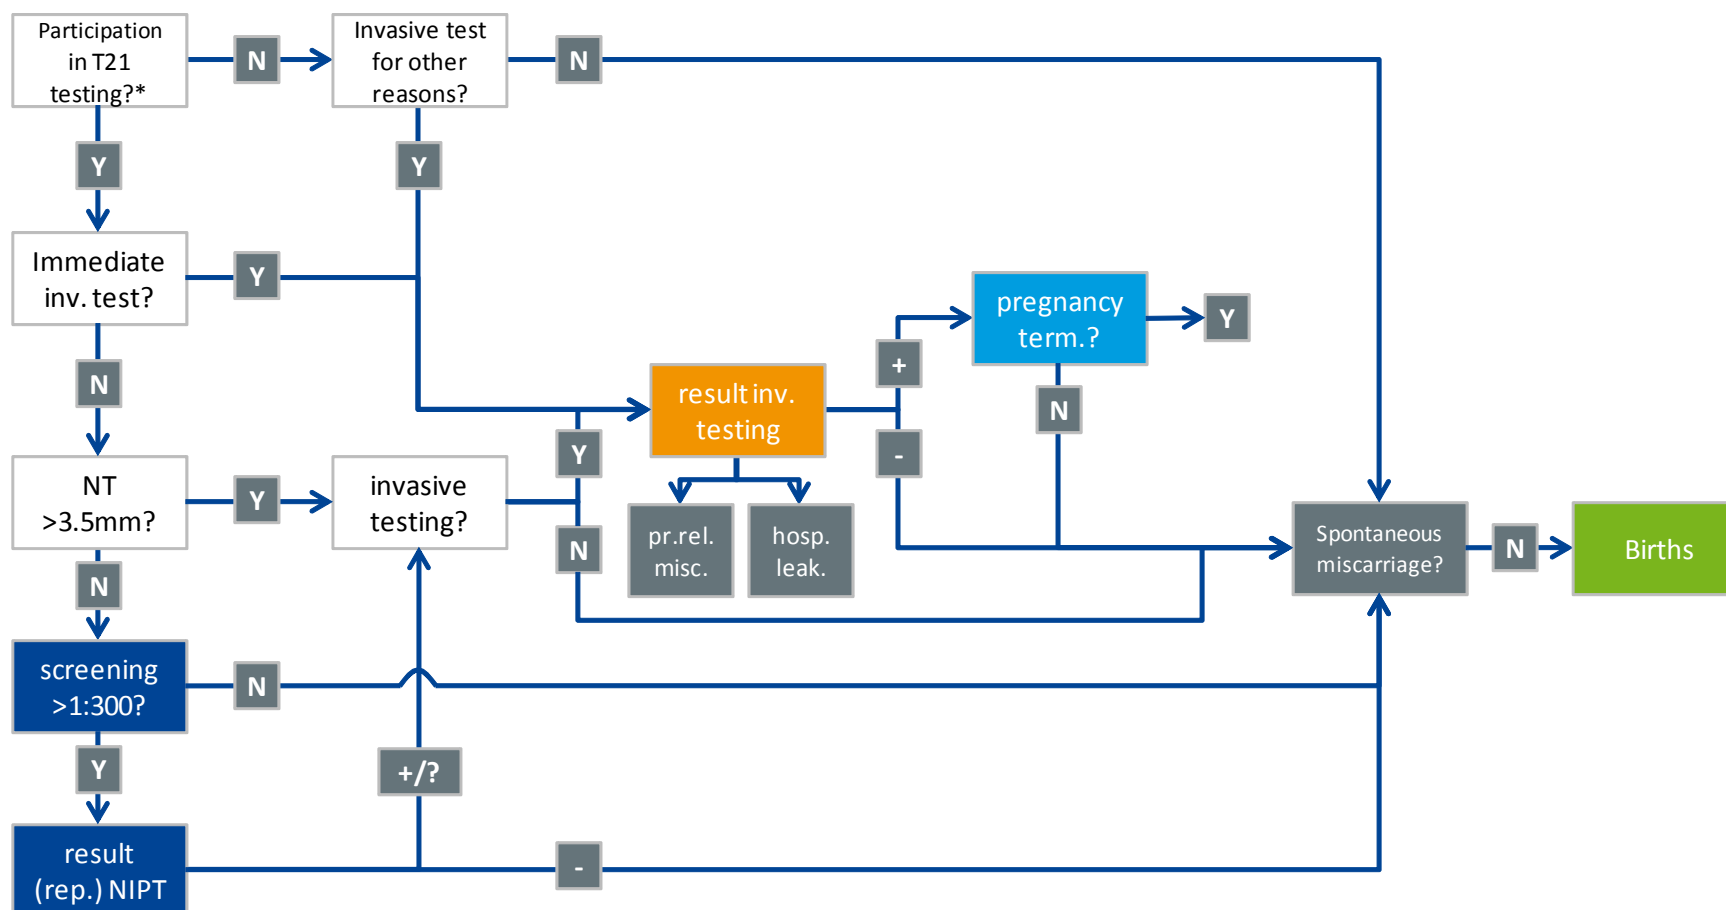 Participation
in T21
testing?*
N
Invasive test
for other
reasons?
N
Y
Y
Immediate
inv. test?
Y
pregnancy
term.?
Y
+
N
result inv.
testing
N
Y
-
NT
>3.5mm?
Y
invasive
testing?
N
pr.rel.
misc.
hosp.
leak.
Spontaneous
miscarriage?
N
Births
N
screening
>1:300?
N
Y
+/?
result
(rep.) NIPT
-